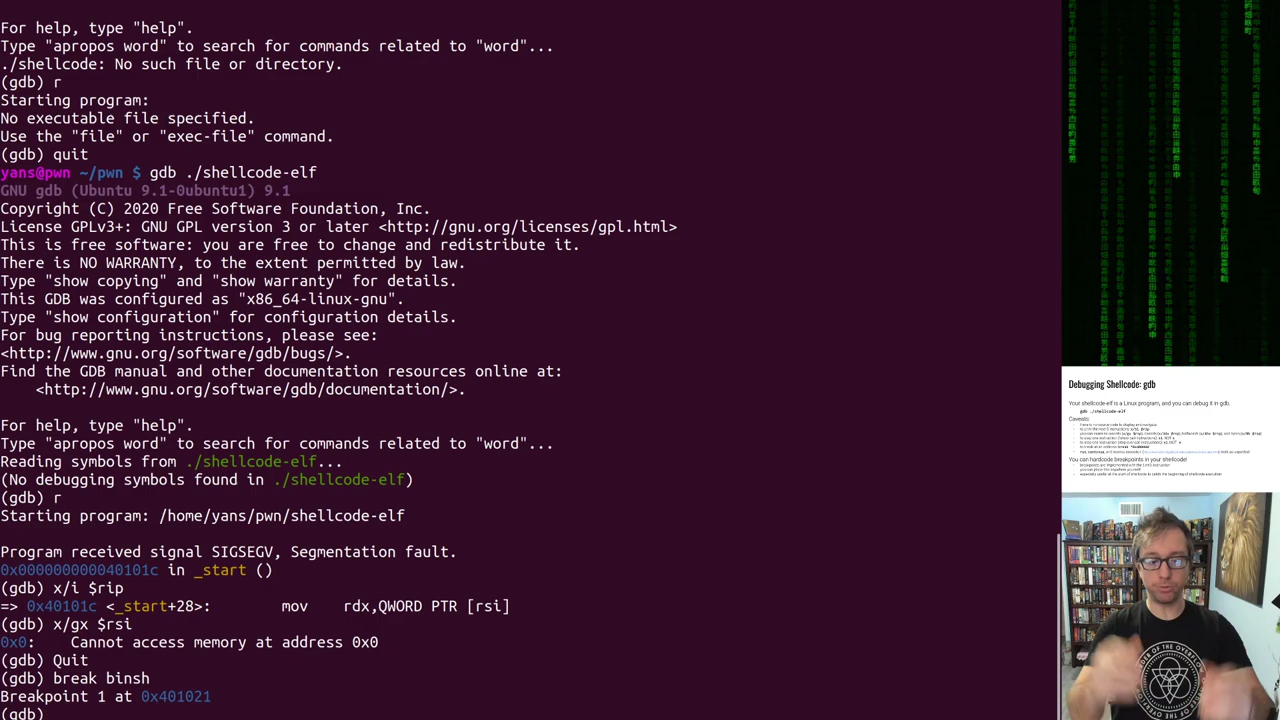 For help, type "help".
Type "apropos word" to search for commands related to "word"...
./shellcode: No such file or directory.
(gdb) r
Starting program:
No executable file specified.
Use the "file" or "exec-file" command.
(gdb) quit
yans@pwn ~/pwn $ gdb ./shellcode-elf
GNU gdb (Ubuntu 9.1-0ubuntu1) 9.1
Copyright (C) 2020 Free Software Foundation, Inc.
License GPLv3+: GNU GPL version 3 or later <http://gnu.org/licenses/gpl.html>
This is free software: you are free to change and redistribute it.
There is NO WARRANTY, to the extent permitted by law.
Type "show copying" and "show warranty" for details.
This GDB was configured as "x86_64-linux-gnu".
Type "show configuration" for configuration details.
For bug reporting instructions, please see:
<http://www.gnu.org/software/gdb/bugs/>.
Find the GDB manual and other documentation resources online at:
    <http://www.gnu.org/software/gdb/documentation/>.
For help, type "help".
Type "apropos word" to search for commands related to "word"...
Reading symbols from ./shellcode-elf...
(No debugging symbols found in ./shellcode-elf)
(gdb) r
Starting program: /home/yans/pwn/shellcode-elf
Program received signal SIGSEGV, Segmentation fault.
0x000000000040101c in _start ()
(gdb) x/i $rip
=> 0x40101c <_start+28>:        mov    rdx,QWORD PTR [rsi]
(gdb) x/gx $rsi
0x0:    Cannot access memory at address 0x0
(gdb) Quit
(gdb) break binsh
Breakpoint 1 at 0x401021
(gdb)
Debugging Shellcode: gdb
Your shellcode-elf is a Linux program, and you can debug it in gdb.
gdb ./shellcode-elf
Caveats:
You can hardcode breakpoints in your shellcode!